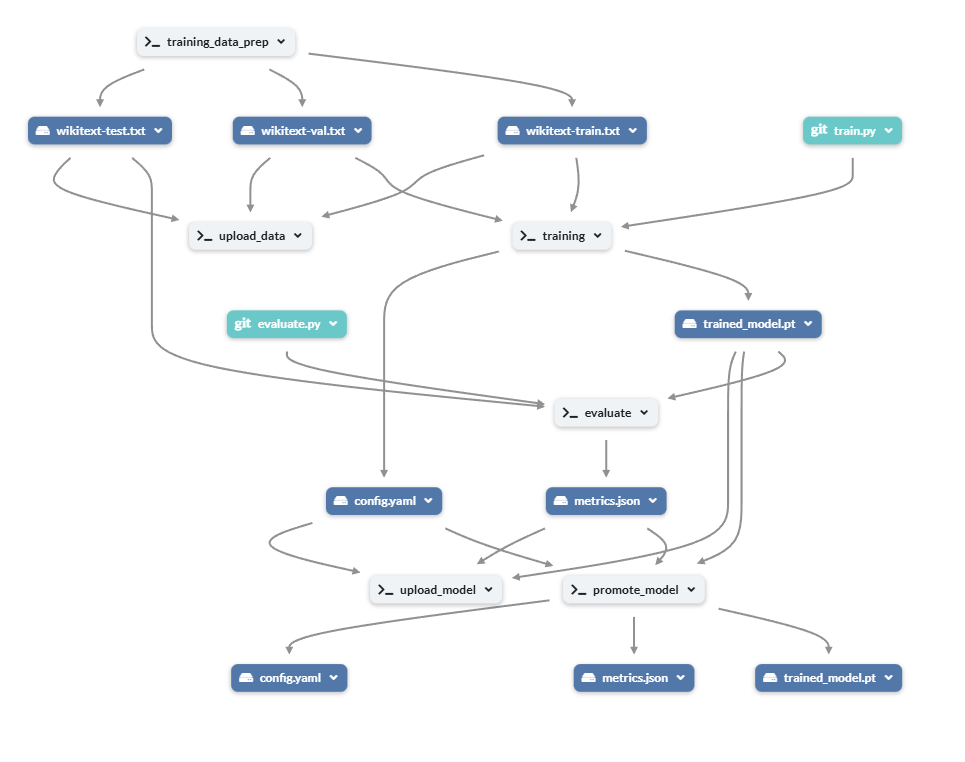 training_data_prep
wikitext-test.txt
wikitext-val.txt
wikitext-train.txt
git train.py
upload_data
training
git evaluate.py
trained_model.pt
evaluate
config.yaml
metrics.json
upload_model
promote_model
config.yaml
metrics.json
trained_model.pt